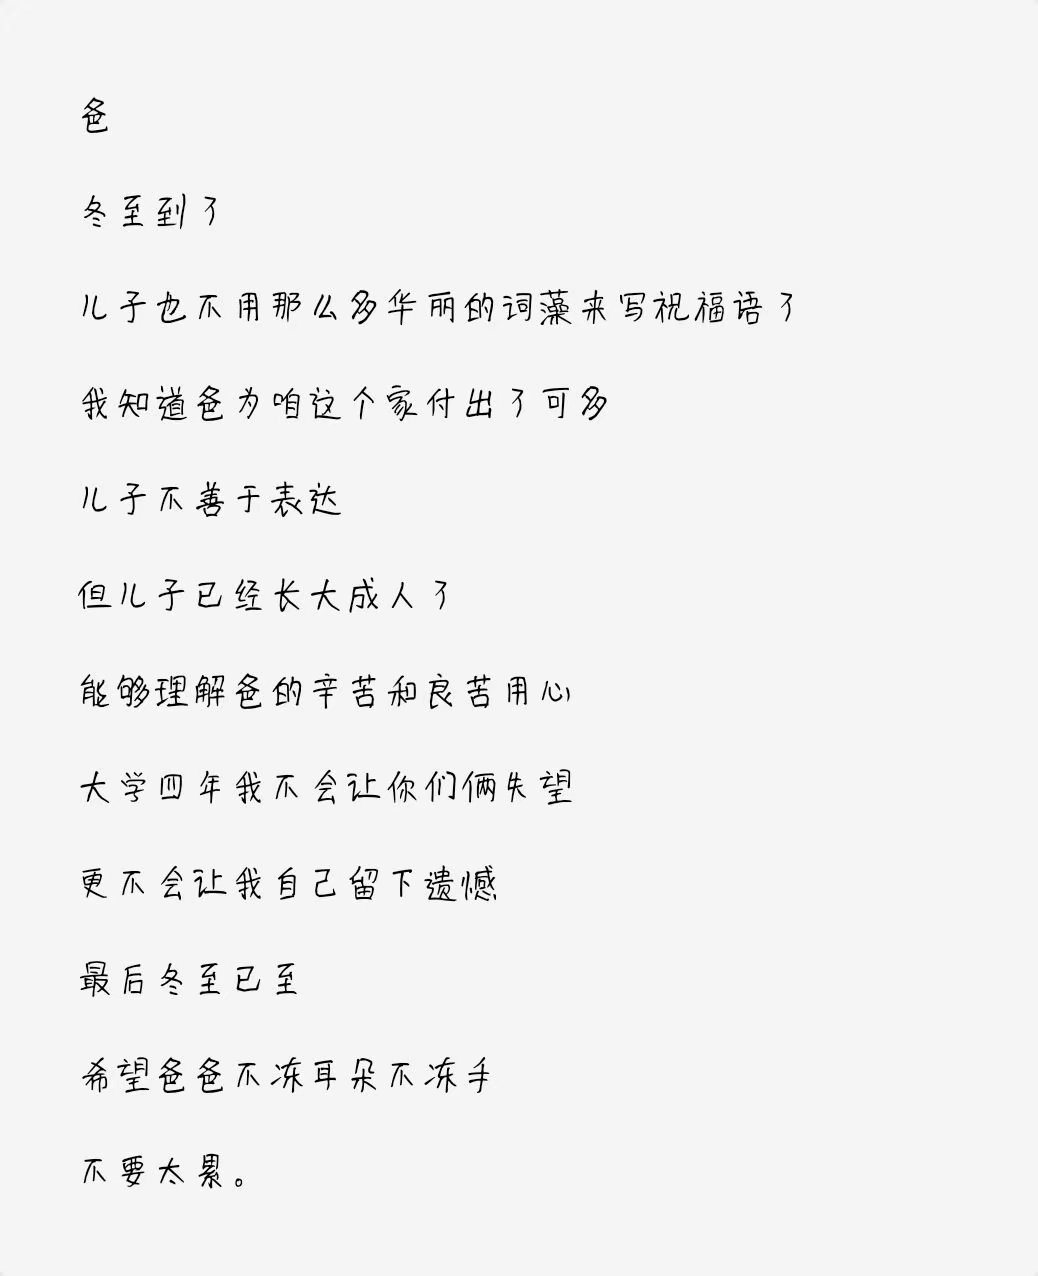 爸
冬至到了
儿子也不用那么多华丽的词藻来写祝福语了
我知道爸为咱这个家付出了可多
儿子不善于表达
但儿子已经长大成人了
能够理解爸的辛苦和良苦用心
大学四年我不会让你们俩失望
更不会让我自己留下遗憾
最后冬至已至
希望爸爸不冻耳朵不冻手
不要太累。